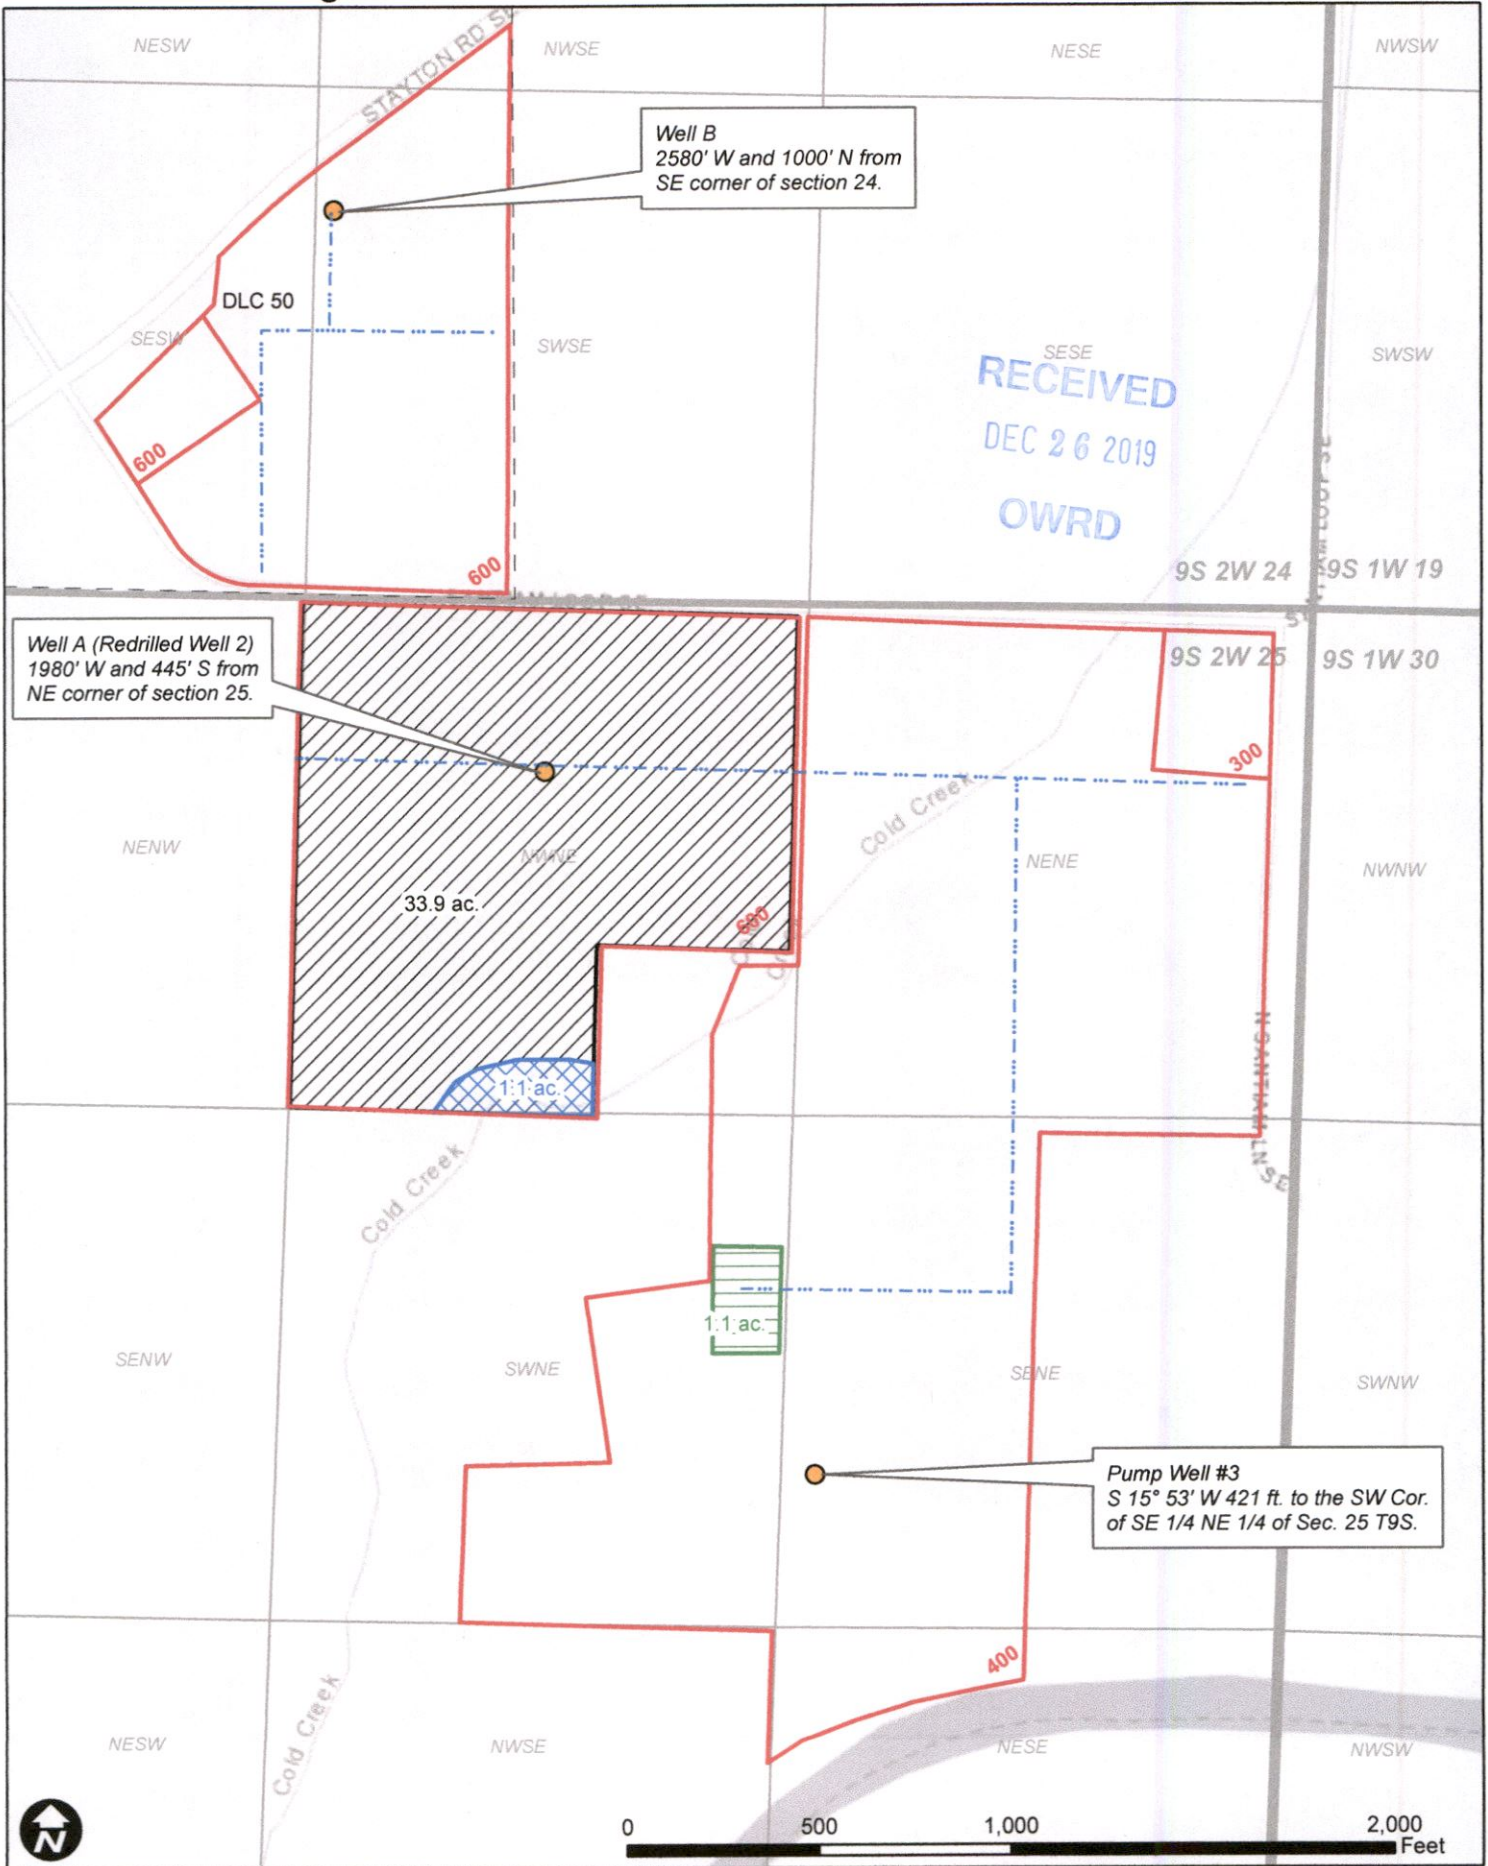 NESW
STAYTON RD SE
NWSE
NESE
NWSW
Well B
2580' W and 1000' N from
SE corner of section 24.
DLC 50
SESW
SWSE
SESE
SWSW
RECEIVED
DEC 26 2019
OWRD
600
600
9S 2W 24
9S 1W 19
9S 2W 25
9S 1W 30
Well A (Redrilled Well 2)
1980' W and 445' S from
NE corner of section 25.
300
Cold Creek
NENW
NWNE
NENE
NWNW
33.9 ac.
600
N SANTIAM LN SE
1.1 ac.
Cold Creek
1.1 ac.
SENW
SWNE
SENE
SWNW
Pump Well #3
S 15° 53' W 421 ft. to the SW Cor.
of SE 1/4 NE 1/4 of Sec. 25 T9S.
400
Cold Creek
NESW
NWSE
NESE
NWSW
N
0 500 1,000 2,000
Feet